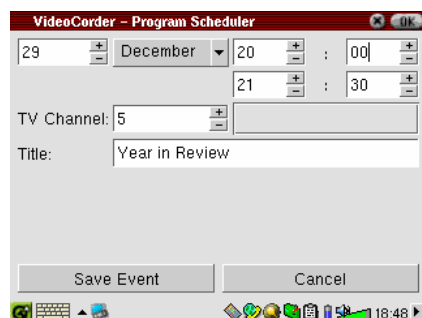 VideoCorder – Program Scheduler OK
29 December 20 : 00
21 : 30
TV Channel: 5
Title: Year in Review
Save Event Cancel
18:48